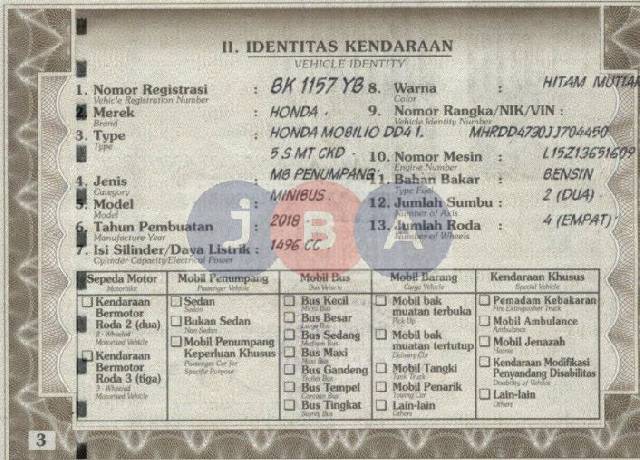 II. IDENTITAS KENDARAAN
VEHICLE IDENTITY
1. Nomor Registrasi : BK 1157 YB
Vehicle Registration Number
2. Merek : HONDA .
Brand
3. Type : HONDA MOBILIO DD4 1.
Type
5 S MT CKD
4. Jenis : MB PENUMPANG
Category
5. Model : MINIBUS .
Model
6. Tahun Pembuatan : 2018
Manufacture Year
7. Isi Silinder/Daya Listrik : 1496 CC
Cylinder Capacity/Electrical Power
8. Warna : HITAM MUTIAR
Color
9. Nomor Rangka/NIK/VIN :
Vehicle Identity Number
MHRDD4730JJ704450
10. Nomor Mesin : L15Z13651609
Engine Number
11. Bahan Bakar : BENSIN
Type Fuel
12. Jumlah Sumbu : 2 (DUA)
Number of Axis
13. Jumlah Roda : 4 (EMPAT)
Number of Wheels
JBA
Sepeda Motor
Motorbike
Kendaraan
Bermotor
Roda 2 (dua)
2 - Wheeled
Motorized Vehicle
Kendaraan
Bermotor
Roda 3 (tiga)
3 - Wheeled
Motorized Vehicle
Mobil Penumpang
Passenger Vehicle
Sedan
Sedan
Bukan Sedan
Non Sedan
Mobil Penumpang
Keperluan Khusus
Passenger Car for
Specific Purpose
Mobil Bus
Bus Vehicle
Bus Kecil
Micro Bus
Bus Besar
Large Bus
Bus Sedang
Medium Bus
Bus Maxi
Maxi Bus
Bus Gandeng
Bus Tempel
Bus Tingkat
Mobil Barang
Cargo Vehicle
Mobil bak
muatan terbuka
Pick Up
Mobil bak
muatan tertutup
Delivery Car
Mobil Tangki
Tank Truck
Mobil Penarik
Towing Car
Lain-lain
Others
Kendaraan Khusus
Special Vehicle
Pemadam Kebakaran
Fire Extinguisher Truck
Mobil Ambulance
Ambulance
Mobil Jenazah
Hearse
Kendaraan Modifikasi
Penyandang Disabilitas
Disability of Vehicle
Lain-lain
Others
3